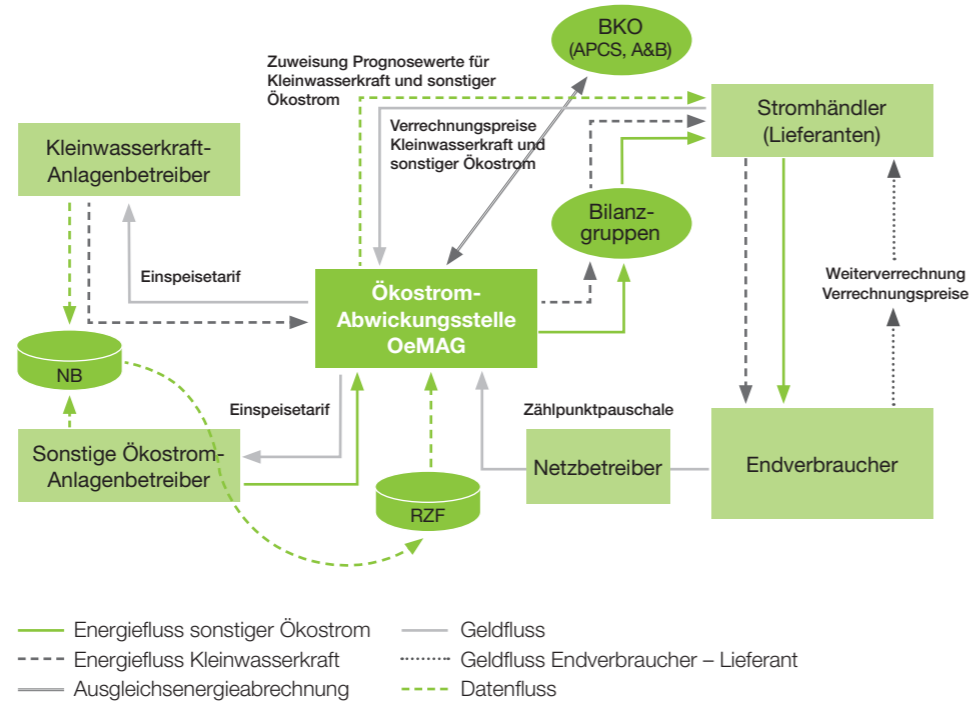 BKO
(APCS, A&B)
Zuweisung Prognosewerte für
Kleinwasserkraft und sonstiger
Ökostrom
Stromhändler
(Lieferanten)
Verrechnungspreise
Kleinwasserkraft und
sonstiger Ökostrom
Kleinwasserkraft-
Anlagenbetreiber
Bilanz-
gruppen
Einspeisetarif
Ökostrom-
Abwickungsstelle
OeMAG
Weiterverrechnung
Verrechnungspreise
NB
Einspeisetarif
Zählpunktpauschale
Sonstige Ökostrom-
Anlagenbetreiber
Netzbetreiber
Endverbraucher
RZF
Energiefluss sonstiger Ökostrom
Geldfluss
Energiefluss Kleinwasserkraft
Geldfluss Endverbraucher – Lieferant
Ausgleichsenergieabrechnung
Datenfluss